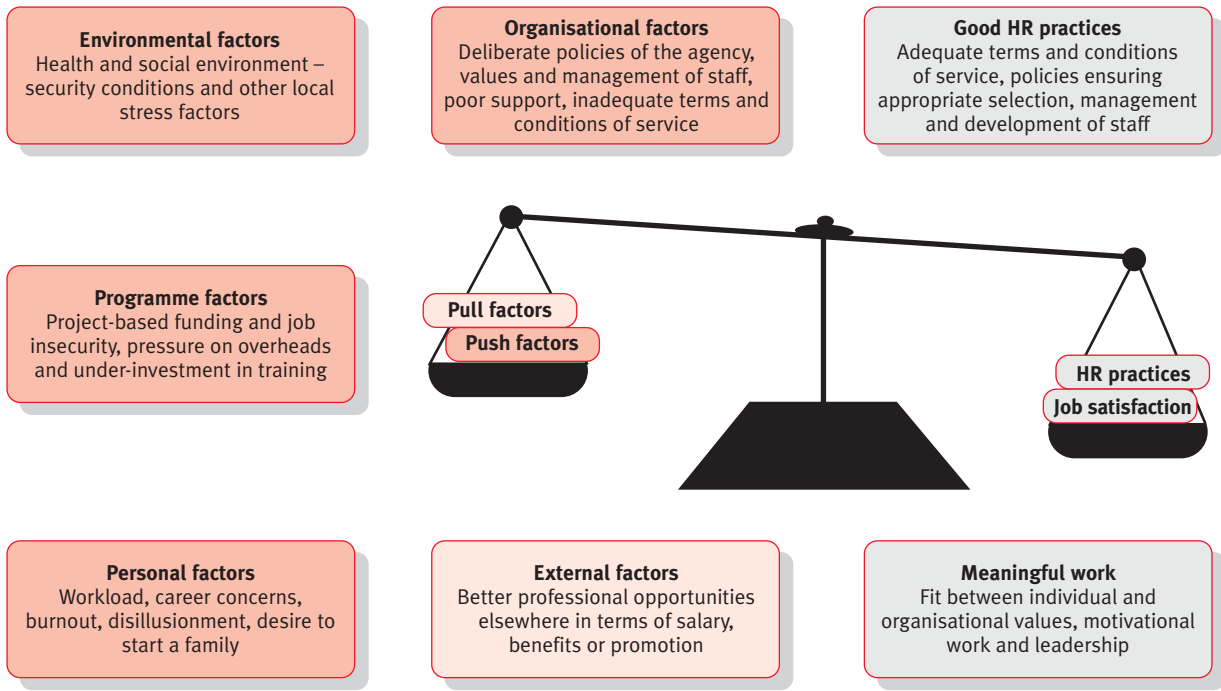 Environmental factors
Health and social environment –
security conditions and other local
stress factors
Organisational factors
Deliberate policies of the agency,
values and management of staff,
poor support, inadequate terms and
conditions of service
Good HR practices
Adequate terms and conditions
of service, policies ensuring
appropriate selection, management
and development of staff
Programme factors
Project-based funding and job
insecurity, pressure on overheads
and under-investment in training
Pull factors
Push factors
HR practices
Job satisfaction
Personal factors
Workload, career concerns,
burnout, disillusionment, desire to
start a family
External factors
Better professional opportunities
elsewhere in terms of salary,
benefits or promotion
Meaningful work
Fit between individual and
organisational values, motivational
work and leadership